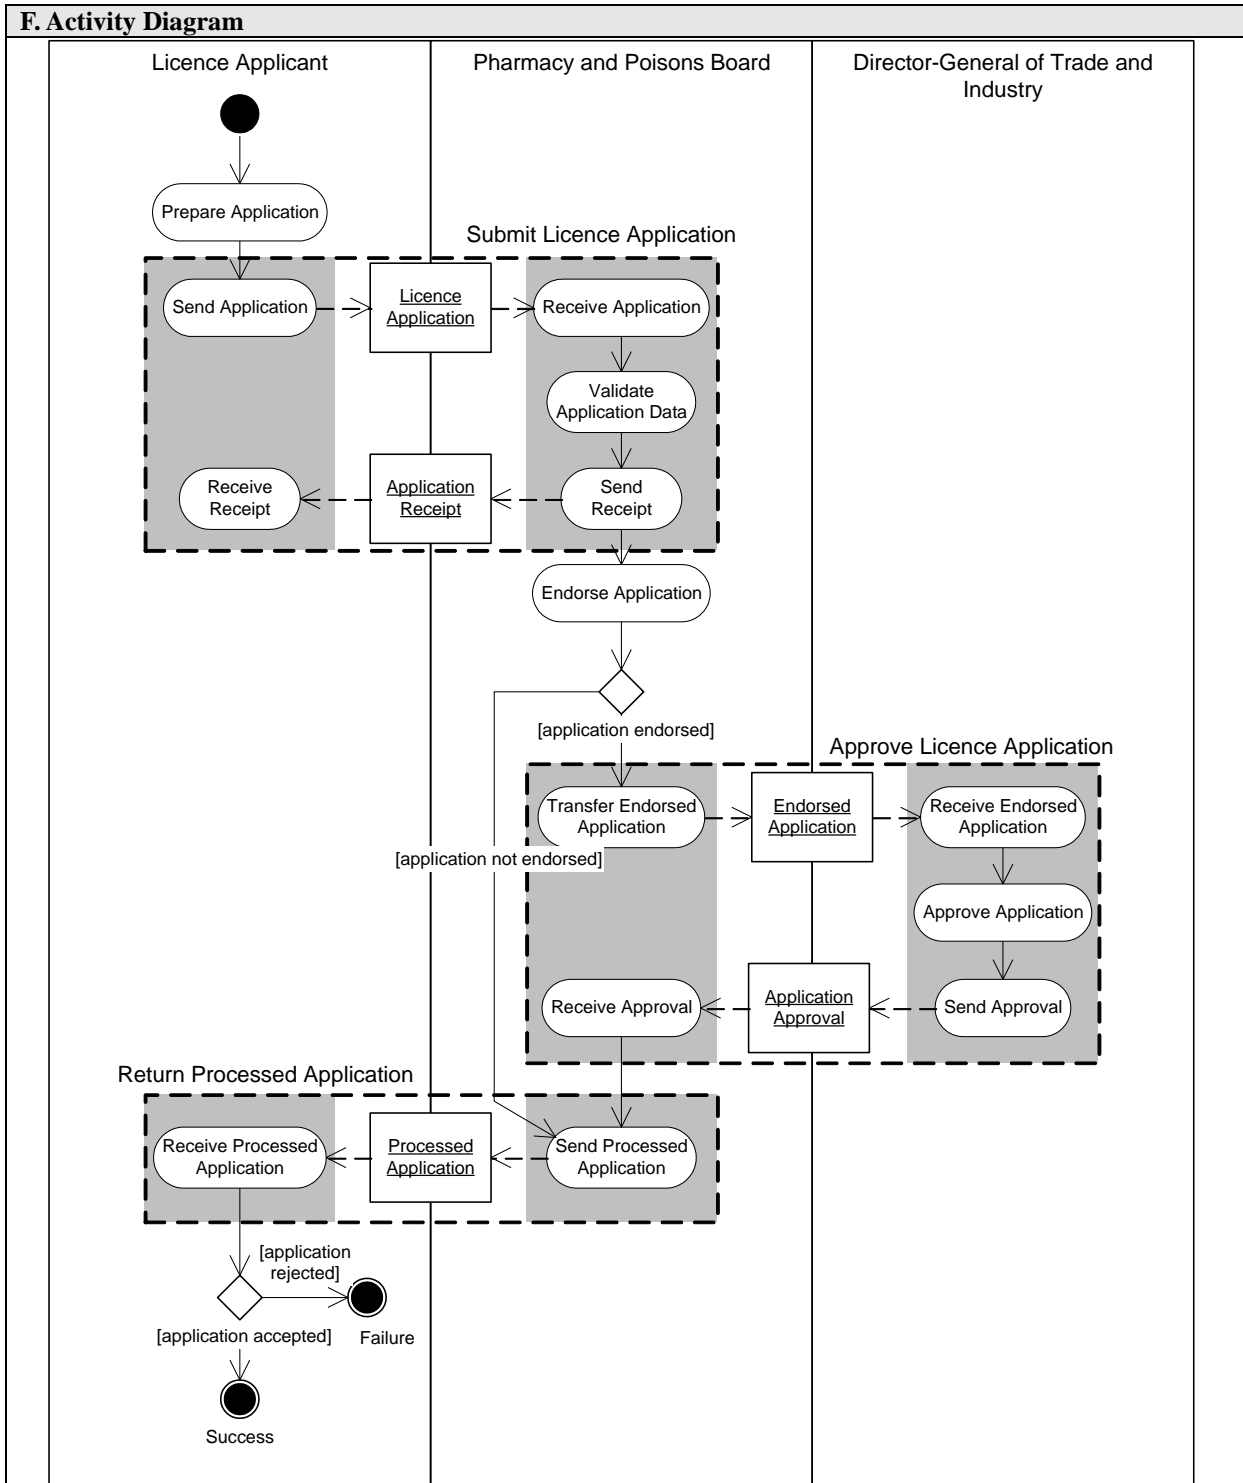 F. Activity Diagram
Licence Applicant
Pharmacy and Poisons Board
Director-General of Trade and
Industry
Prepare Application
Submit Licence Application
Send Application
Licence
Application
Receive Application
Validate
Application Data
Receive
Receipt
Application
Receipt
Send
Receipt
Endorse Application
[application endorsed]
Approve Licence Application
Transfer Endorsed
Application
Endorsed
Application
Receive Endorsed
Application
[application not endorsed]
Approve Application
Receive Approval
Application
Approval
Send Approval
Return Processed Application
Receive Processed
Application
Processed
Application
Send Processed
Application
[application
rejected]
[application accepted]
Failure
Success